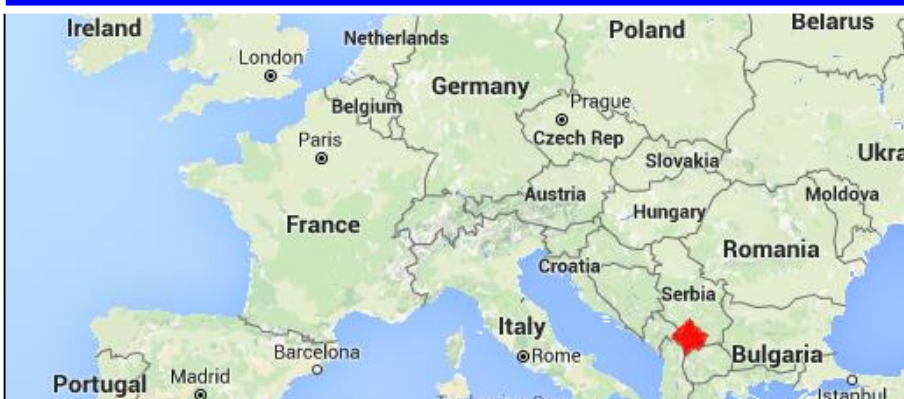 Ireland
Belarus
Poland
Netherlands
London
Germany
Belgium
Prague
Czech Rep
Paris
Slovakia
Ukra
Austria
Moldova
Hungary
France
Romania
Croatia
Serbia
Italy
Barcelona
Rome
Bulgaria
Portugal
Madrid
Istanbul